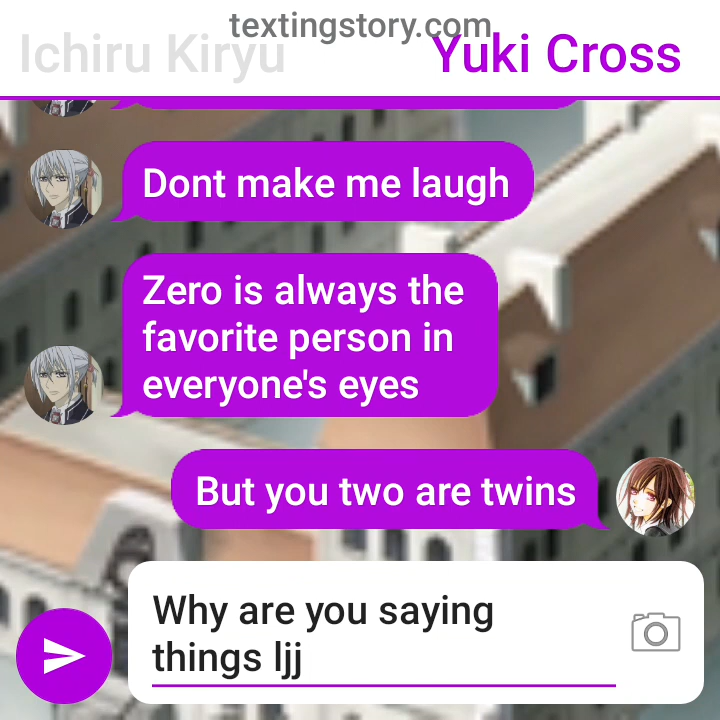 textingstory.com
Ichiru Kiryu
Yuki Cross
Dont make me laugh
Zero is always the
favorite person in
everyone's eyes
But you two are twins
Why are you saying
things ljj